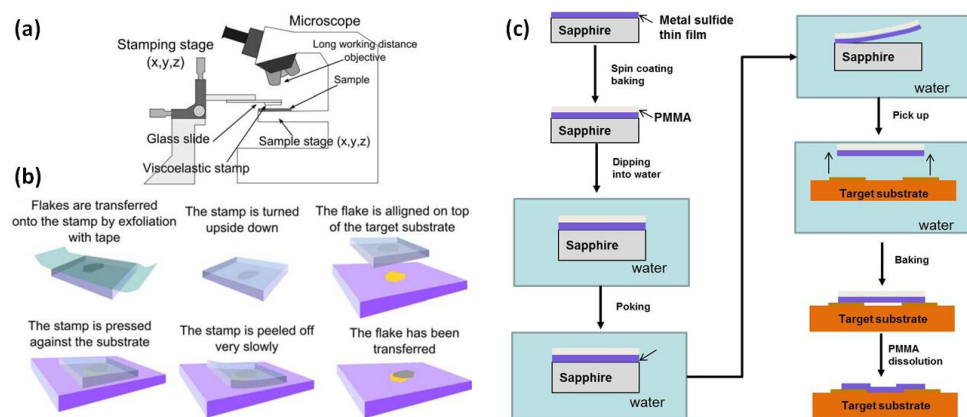 (a)
Microscope
Stamping stage
(x,y,z)
Long working distance
objective
Sample
Glass slide
Sample stage (x,y,z)
Viscoelastic stamp
(b)
Flakes are transferred
onto the stamp by exfoliation
with tape
The stamp is turned
upside down
The flake is alligned on top
of the target substrate
The stamp is pressed
against the substrate
The stamp is peeled off
very slowly
The flake has been
transferred
(c)
Sapphire
Metal sulfide
thin film
Spin coating
baking
PMMA
Sapphire
Dipping
into water
Sapphire
water
Poking
Sapphire
water
Sapphire
water
Pick up
Target substrate
water
Baking
Target substrate
PMMA
dissolution
Target substrate